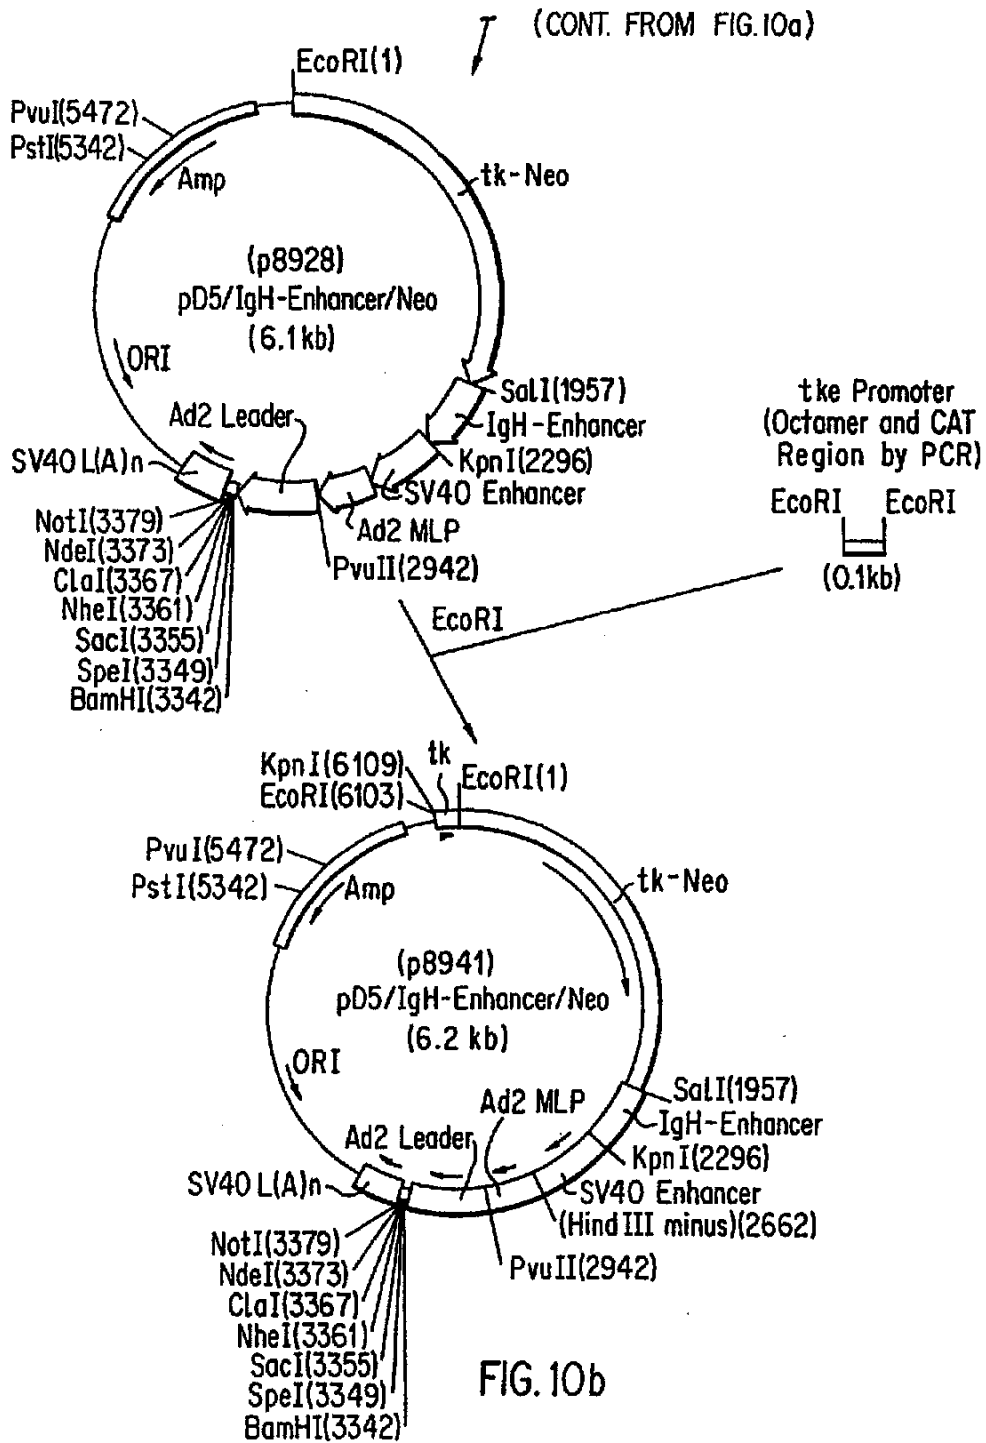 (CONT. FROM FIG.10a)
EcoRI(1)
PvuI(5472)
PstI(5342)
Amp
tk-Neo
(p8928)
pD5/IgH-Enhancer/Neo
(6.1kb)
ORI
SalI(1957)
IgH-Enhancer
KpnI(2296)
SV40 Enhancer
Ad2 MLP
PvuII(2942)
Ad2 Leader
SV40 L(A)n
NotI(3379)
NdeI(3373)
ClaI(3367)
NheI(3361)
SacI(3355)
SpeI(3349)
BamHI(3342)
tke Promoter
(Octamer and CAT
Region by PCR)
EcoRI EcoRI
(0.1kb)
EcoRI
tk
KpnI(6109)
EcoRI(6103)
EcoRI(1)
PvuI(5472)
PstI(5342)
Amp
tk-Neo
(p8941)
pD5/IgH-Enhancer/Neo
(6.2 kb)
ORI
SalI(1957)
IgH-Enhancer
KpnI(2296)
SV40 Enhancer
(Hind III minus)(2662)
PvuII(2942)
Ad2 MLP
Ad2 Leader
SV40 L(A)n
NotI(3379)
NdeI(3373)
ClaI(3367)
NheI(3361)
SacI(3355)
SpeI(3349)
BamHI(3342)
FIG. 10b